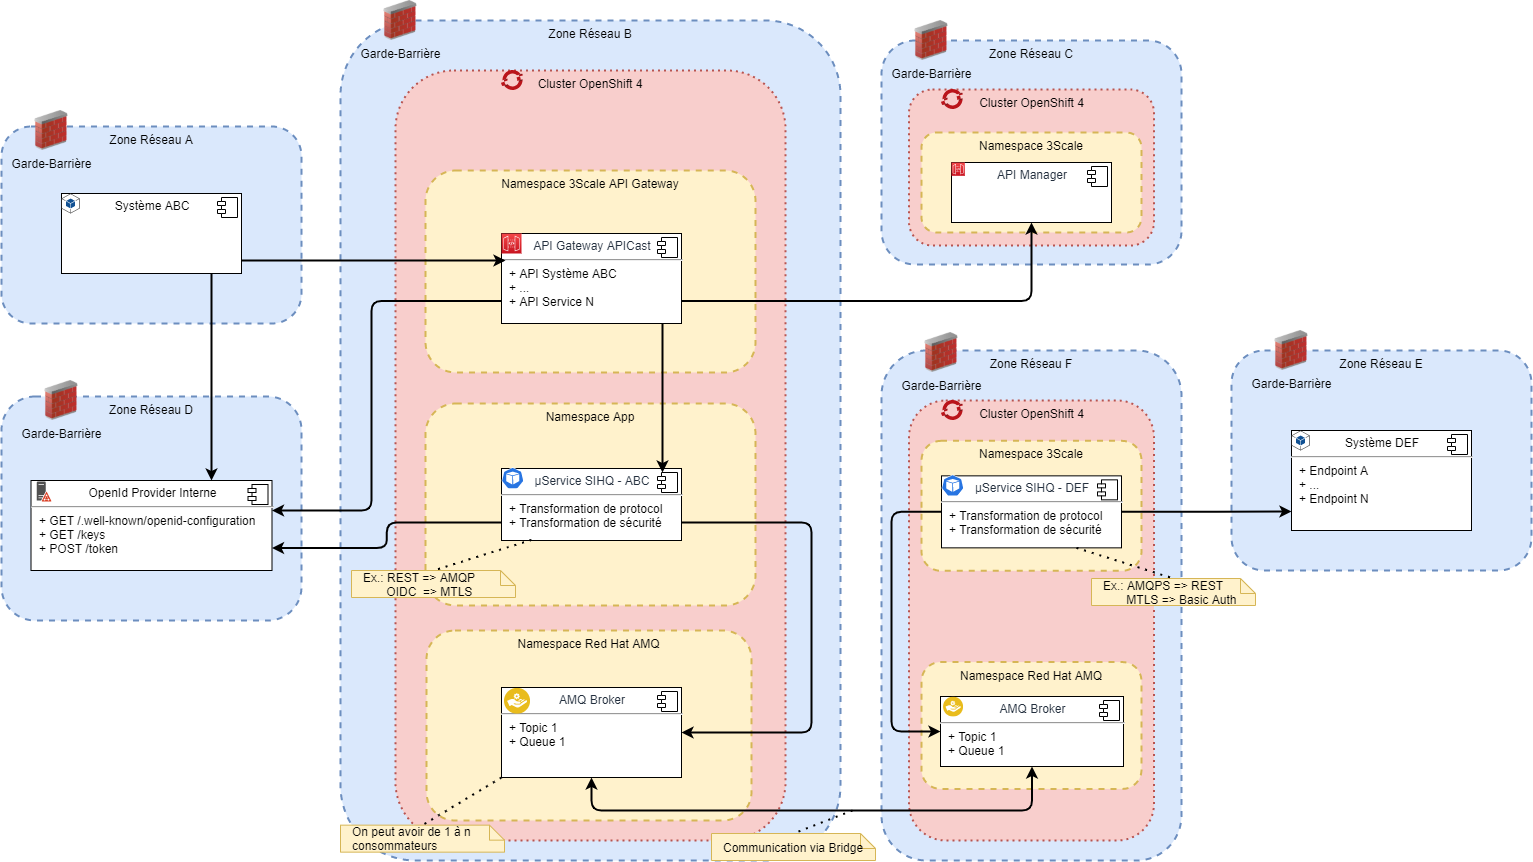 Zone Réseau A
Garde-Barrière
Système ABC
Zone Réseau D
Garde-Barrière
OpenId Provider Interne
+ GET /.well-known/openid-configuration
+ GET /keys
+ POST /token
Zone Réseau B
Garde-Barrière
Cluster OpenShift 4
Namespace 3Scale API Gateway
API Gateway APICast
+ API Système ABC
+ ...
+ API Service N
Namespace App
µService SIHQ - ABC
+ Transformation de protocol
+ Transformation de sécurité
Ex.: REST => AMQP
OIDC => MTLS
Namespace Red Hat AMQ
AMQ Broker
+ Topic 1
+ Queue 1
On peut avoir de 1 à n
consommateurs
Communication via Bridge
Zone Réseau C
Garde-Barrière
Cluster OpenShift 4
Namespace 3Scale
API Manager
Zone Réseau F
Garde-Barrière
Cluster OpenShift 4
Namespace 3Scale
µService SIHQ - DEF
+ Transformation de protocol
+ Transformation de sécurité
Ex.: AMQPS => REST
MTLS => Basic Auth
Namespace Red Hat AMQ
AMQ Broker
+ Topic 1
+ Queue 1
Zone Réseau E
Garde-Barrière
Système DEF
+ Endpoint A
+ ...
+ Endpoint N